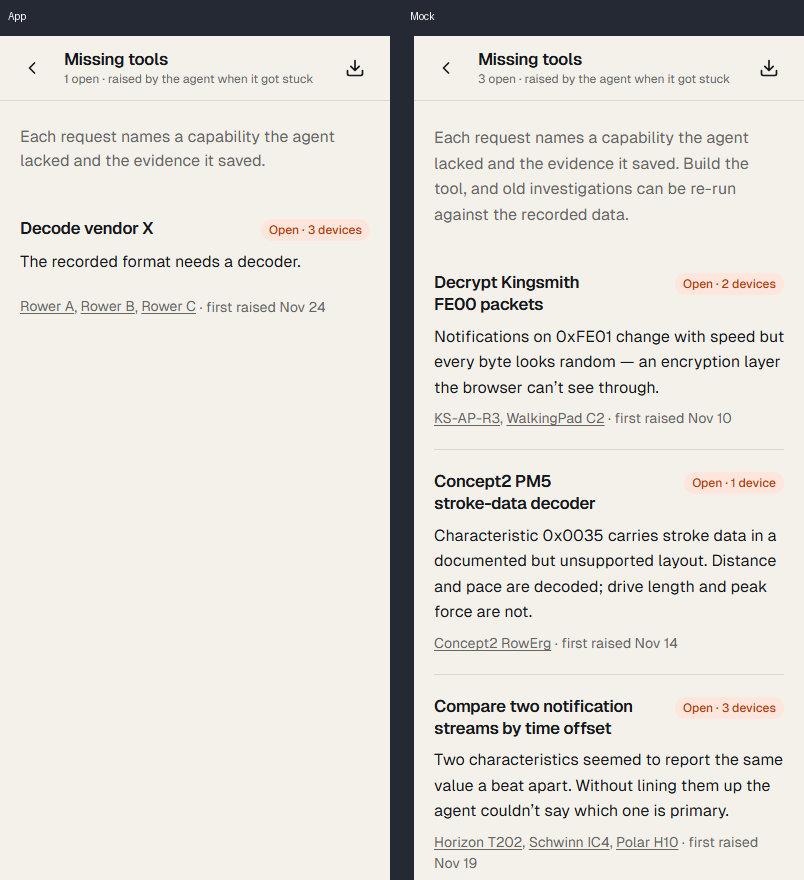 App
Missing tools
1 open · raised by the agent when it got stuck
Each request names a capability the agent
lacked and the evidence it saved.
Decode vendor X
Open · 3 devices
The recorded format needs a decoder.
Rower A, Rower B, Rower C · first raised Nov 24
Mock
Missing tools
3 open · raised by the agent when it got stuck
Each request names a capability the agent
lacked and the evidence it saved. Build the
tool, and old investigations can be re-run
against the recorded data.
Decrypt Kingsmith
FE00 packets
Open · 2 devices
Notifications on 0xFE01 change with speed but
every byte looks random — an encryption layer
the browser can’t see through.
KS-AP-R3, WalkingPad C2 · first raised Nov 10
Concept2 PM5
stroke-data decoder
Open · 1 device
Characteristic 0x0035 carries stroke data in a
documented but unsupported layout. Distance
and pace are decoded; drive length and peak
force are not.
Concept2 RowErg · first raised Nov 14
Compare two notification
streams by time offset
Open · 3 devices
Two characteristics seemed to report the same
value a beat apart. Without lining them up the
agent couldn’t say which one is primary.
Horizon T202, Schwinn IC4, Polar H10 · first raised
Nov 19